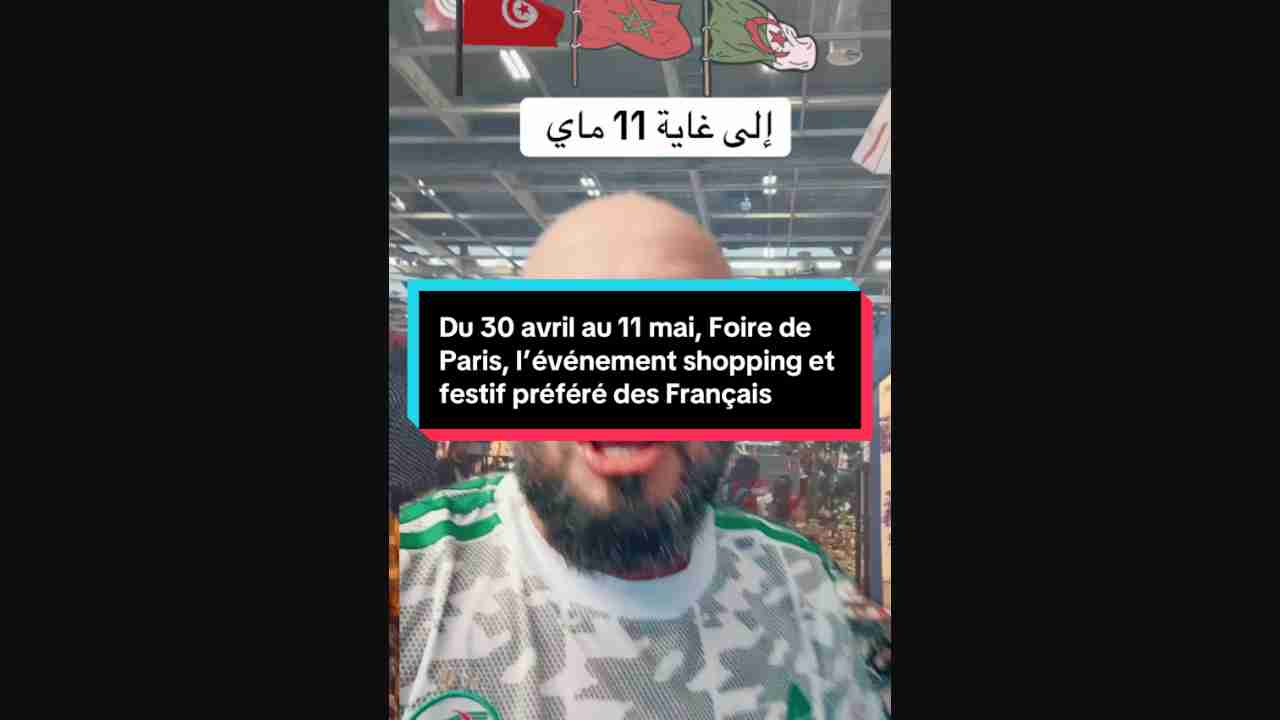 إلى غاية 11 ماي
Du 30 avril au 11 mai, Foire de
Paris, l’événement shopping et
festif préféré des Français